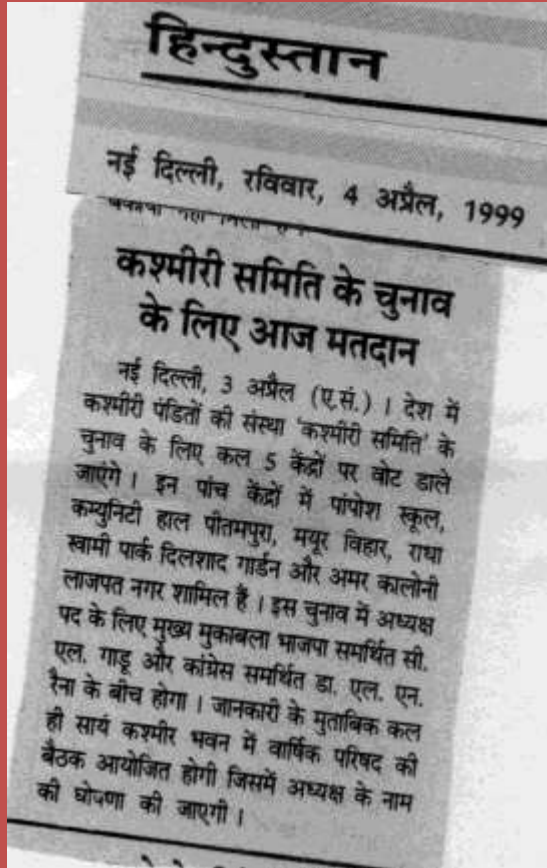 हिन्दुस्तान
नई दिल्ली, रविवार, 4 अप्रैल, 1999
कश्मीरी समिति के चुनाव
के लिए आज मतदान
नई दिल्ली, 3 अप्रैल (ए.सं.) । देश में
कश्मीरी पंडितों की संस्था 'कश्मीरी समिति' के
चुनाव के लिए कल 5 केंद्रों पर वोट डाले
जाएंगे । इन पांच केंद्रों में पांपोश स्कूल,
कम्युनिटी हाल पीतमपुरा, मयूर विहार, राधा
स्वामी पार्क दिलशाद गार्डन और अमर कालोनी
लाजपत नगर शामिल हैं । इस चुनाव में अध्यक्ष
पद के लिए मुख्य मुकाबला भाजपा समर्थित सी.
एल. गाडू और कांग्रेस समर्थित डा. एल. एन.
रैना के बीच होगा । जानकारी के मुताबिक कल
ही सायं कश्मीर भवन में वार्षिक परिषद की
बैठक आयोजित होगी जिसमें अध्यक्ष के नाम
की घोषणा की जाएगी ।